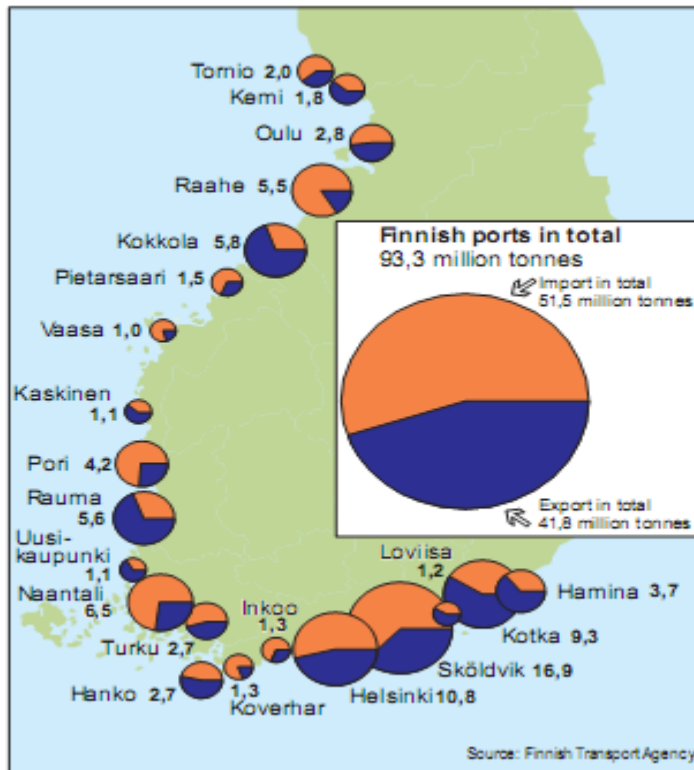 Tornio 2,0
Kemi 1,8
Oulu 2,8
Raahe 5,5
Kokkola 5,8
Pietarsaari 1,5
Vaasa 1,0
Kaskinen
1,1
Pori 4,2
Rauma
5,6
Uusi-
kaupunki
1,1
Naantali
6,5
Turku 2,7
Hanko 2,7
1,3
Koverhar
Inkoo
1,3
Helsinki 10,8
Sköldvik 16,9
Loviisa
1,2
Kotka 9,3
Hamina 3,7
Finnish ports in total
93,3 million tonnes
Import in total
51,5 million tonnes
Export in total
41,8 million tonnes
Source: Finnish Transport Agency